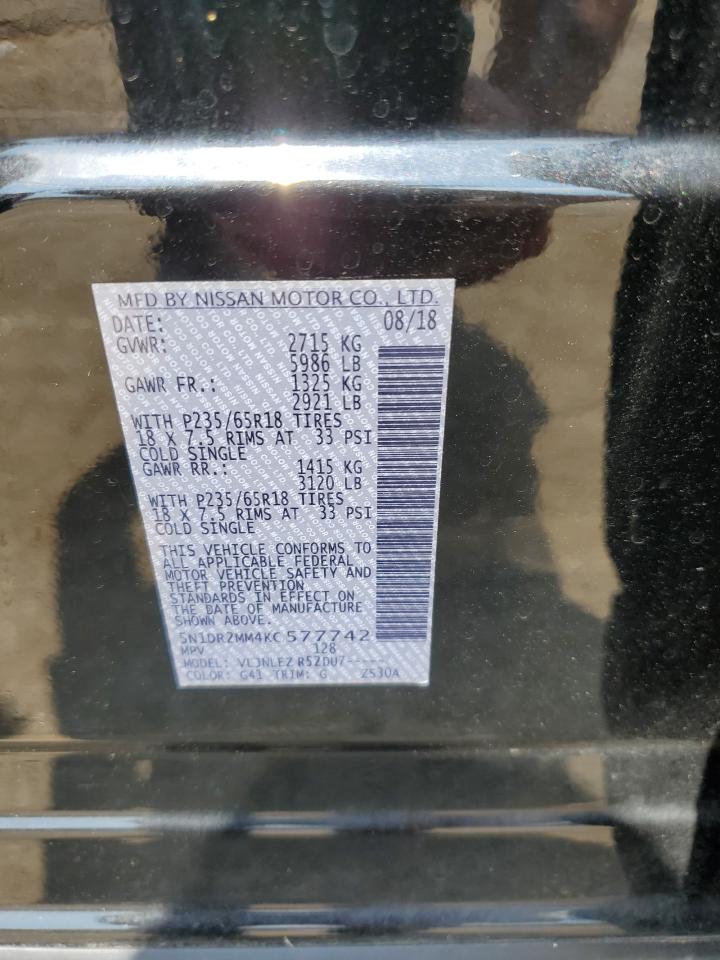 MFD BY NISSAN MOTOR CO., LTD.
DATE: 08/18
GVWR: 2715 KG
5986 LB
GAWR FR.: 1325 KG
2921 LB
WITH P235/65R18 TIRES
18 X 7.5 RIMS AT 33 PSI
COLD SINGLE
GAWR RR.: 1415 KG
3120 LB
WITH P235/65R18 TIRES
18 X 7.5 RIMS AT 33 PSI
COLD SINGLE
THIS VEHICLE CONFORMS TO
ALL APPLICABLE FEDERAL
MOTOR VEHICLE SAFETY AND
THEFT PREVENTION
STANDARDS IN EFFECT ON
THE DATE OF MANUFACTURE
SHOWN ABOVE.
5N1DR2MM4KC577742
MPV 128
MODEL: VLJNLEZ R52DU7-----
COLOR: G41 TRIM: G Z530A